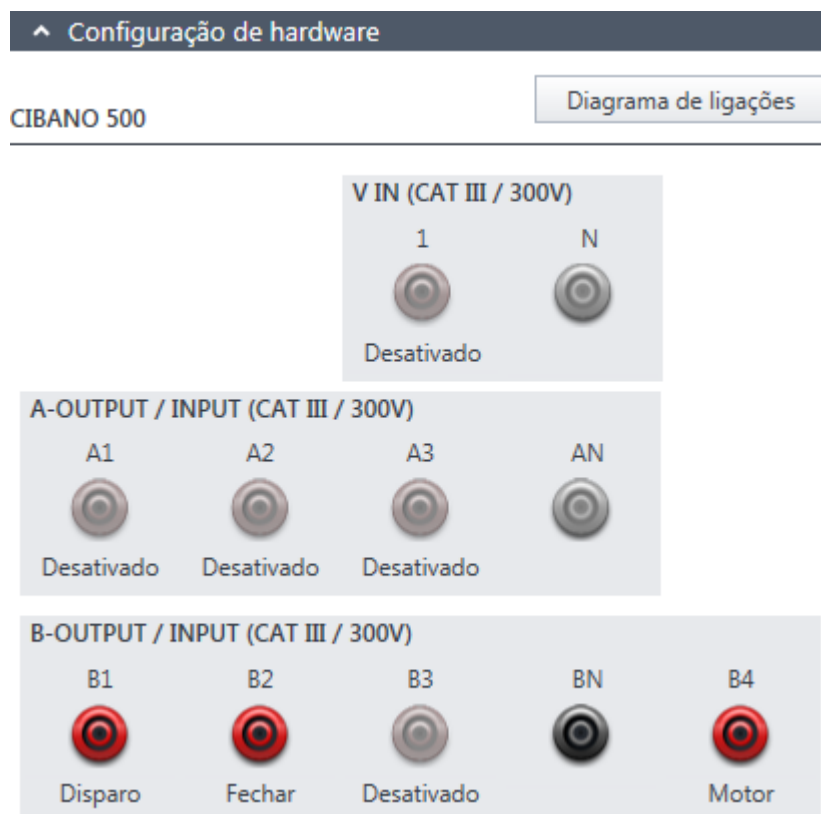 Configuração de hardware
Diagrama de ligações
CIBANO 500
V IN (CAT III / 300V)
1 N
Desativado
A-OUTPUT / INPUT (CAT III / 300V)
A1 A2 A3 AN
Desativado Desativado Desativado
B-OUTPUT / INPUT (CAT III / 300V)
B1 B2 B3 BN B4
Disparo Fechar Desativado Motor